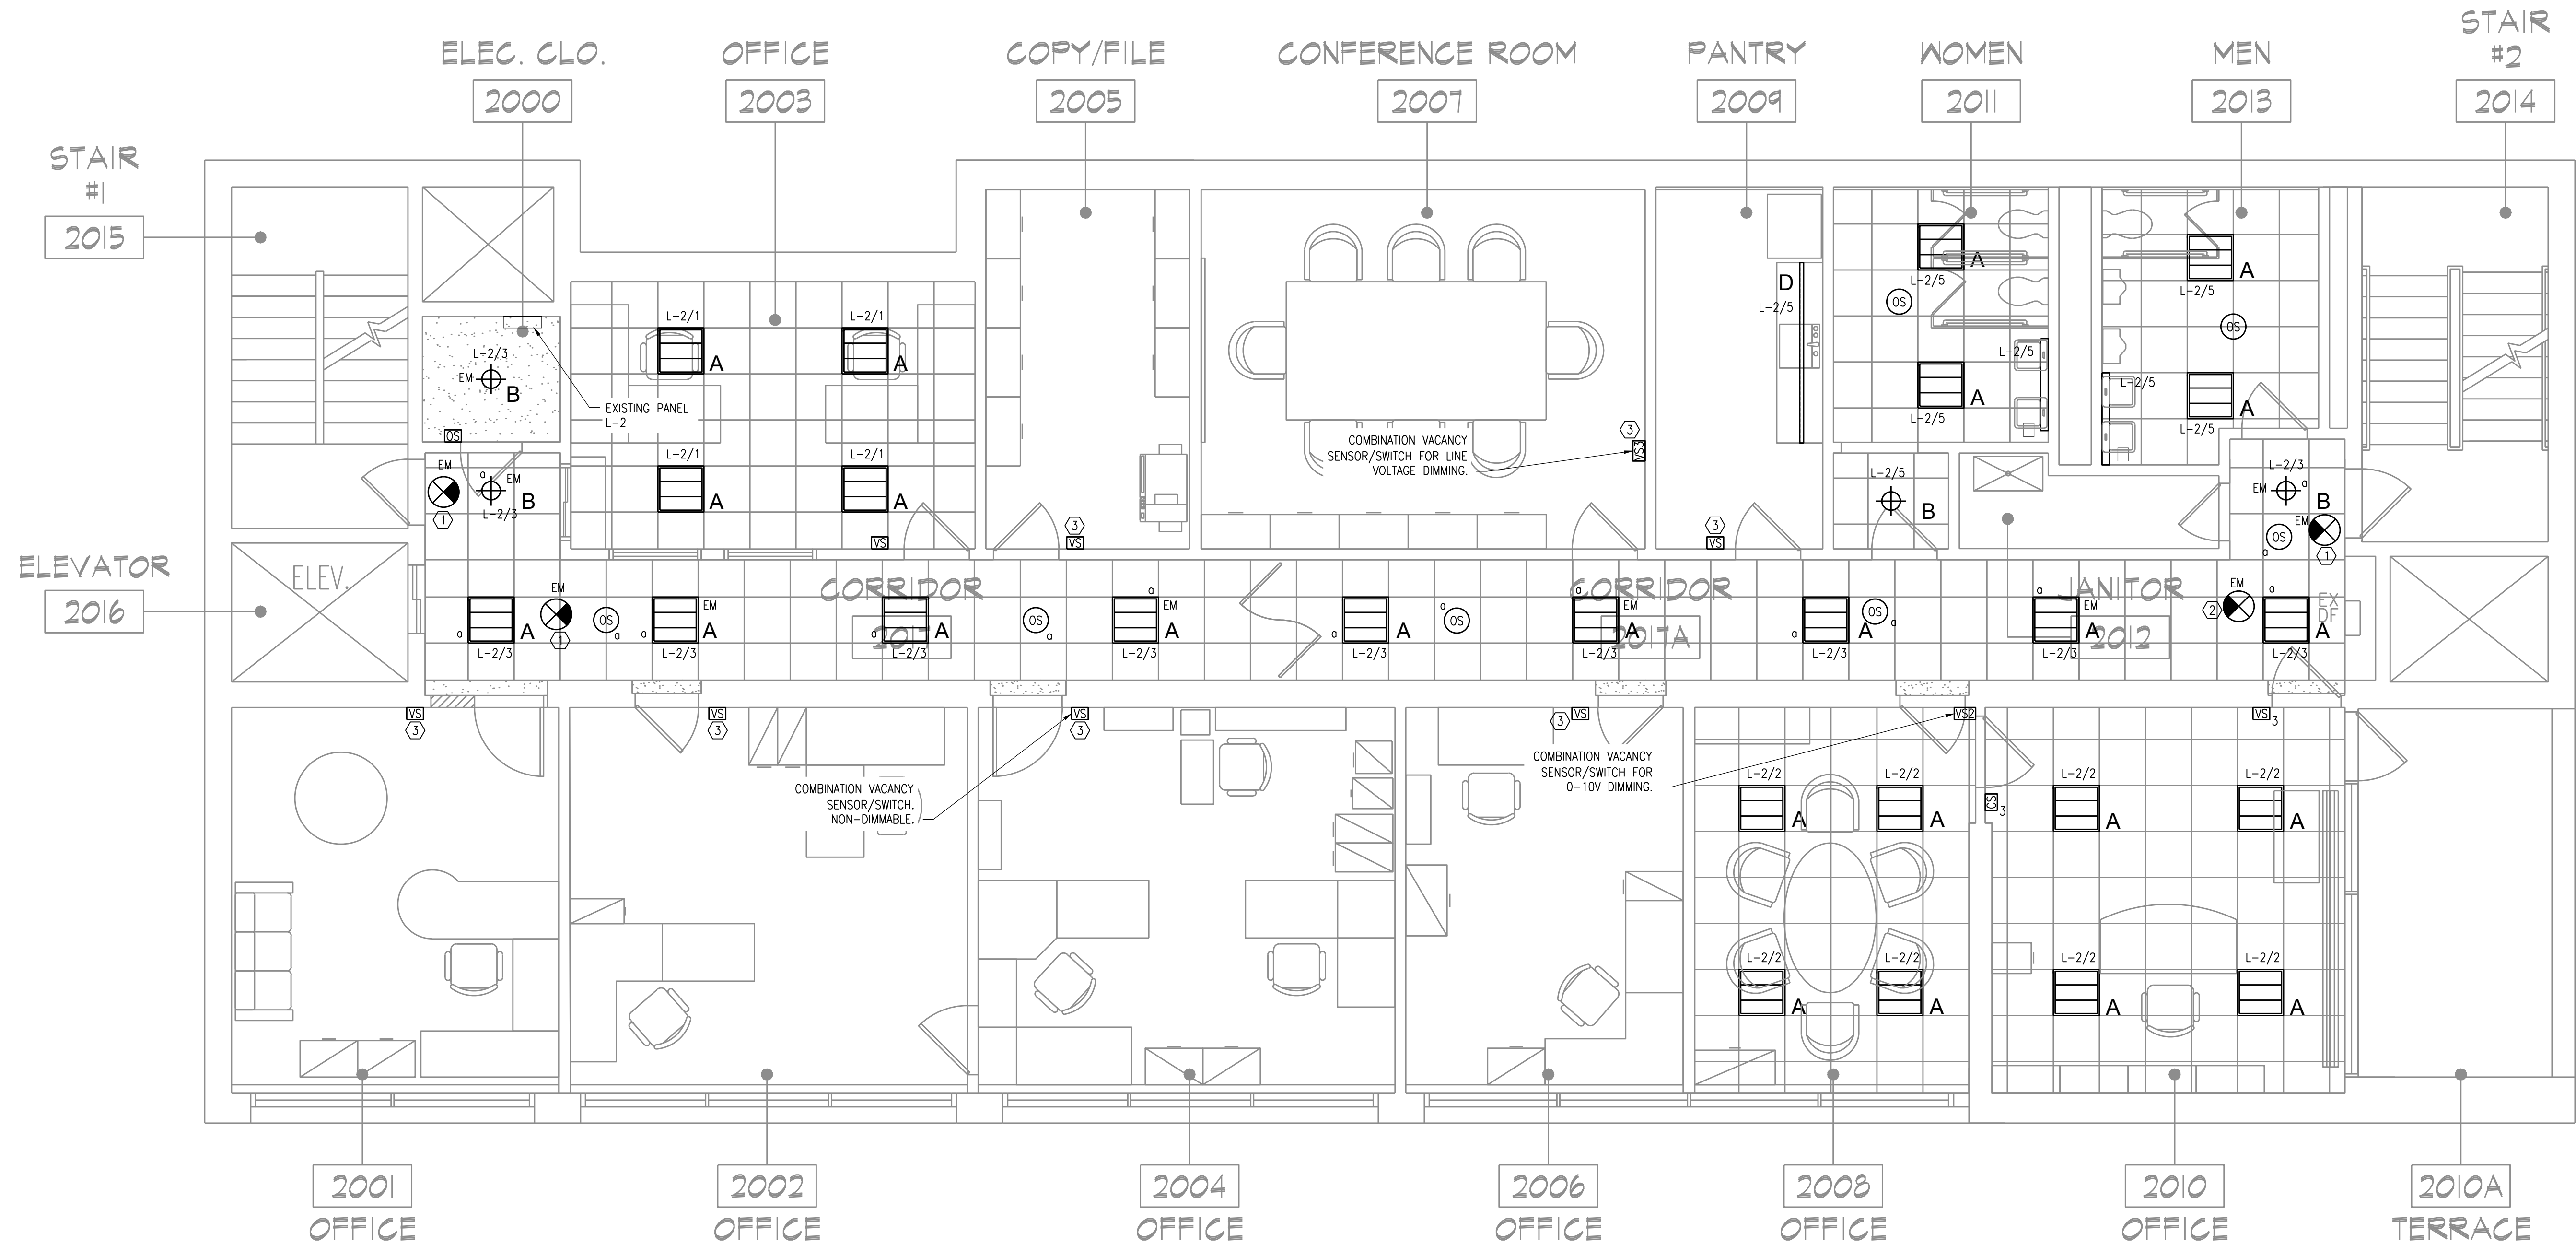 STAIR
#2
ELEC. CLO.
OFFICE
COPY/FILE
CONFERENCE ROOM
PANTRY
WOMEN
MEN
2000
2003
2005
2007
2009
2011
2013
2014
STAIR
#1
2015
ELEVATOR
2016
ELEV.
L-2/3
EM
B
OS
EXISTING PANEL
L-2
L-2/1
L-2/1
A
A
L-2/1
L-2/1
A
A
VS
EM
1
a
EM
B
L-2/3
3
VS
COMBINATION VACANCY
SENSOR/SWITCH FOR LINE
VOLTAGE DIMMING.
3
VS3
D
L-2/5
3
VS
A
L-2/5
OS
L-2/5
A
L-2/5
L-2/5
B
A
L-2/5
OS
L-2/5
A
L-2/5
L-2/3
EM
a
B
EM
OS
a
1
CORRIDOR
2017
CORRIDOR
2017A
JANITOR
2012
a
A
L-2/3
EM
1
OS
a
EM
a
A
L-2/3
a
A
L-2/3
OS
a
a
EM
A
L-2/3
a
A
L-2/3
a
OS
a
EM
A
L-2/3
a
A
L-2/3
OS
a
a
EM
A
L-2/3
EM
2
a
A
L-2/3
EX
DF
VS
3
VS
3
VS
3
3
VS
VS2
VS
3
COMBINATION VACANCY
SENSOR/SWITCH.
NON-DIMMABLE.
COMBINATION VACANCY
SENSOR/SWITCH FOR
0-10V DIMMING.
L-2/2
L-2/2
A
A
L-2/2
L-2/2
A
A
CS
3
L-2/2
L-2/2
A
A
L-2/2
L-2/2
A
A
2001
OFFICE
2002
OFFICE
2004
OFFICE
2006
OFFICE
2008
OFFICE
2010
OFFICE
2010A
TERRACE